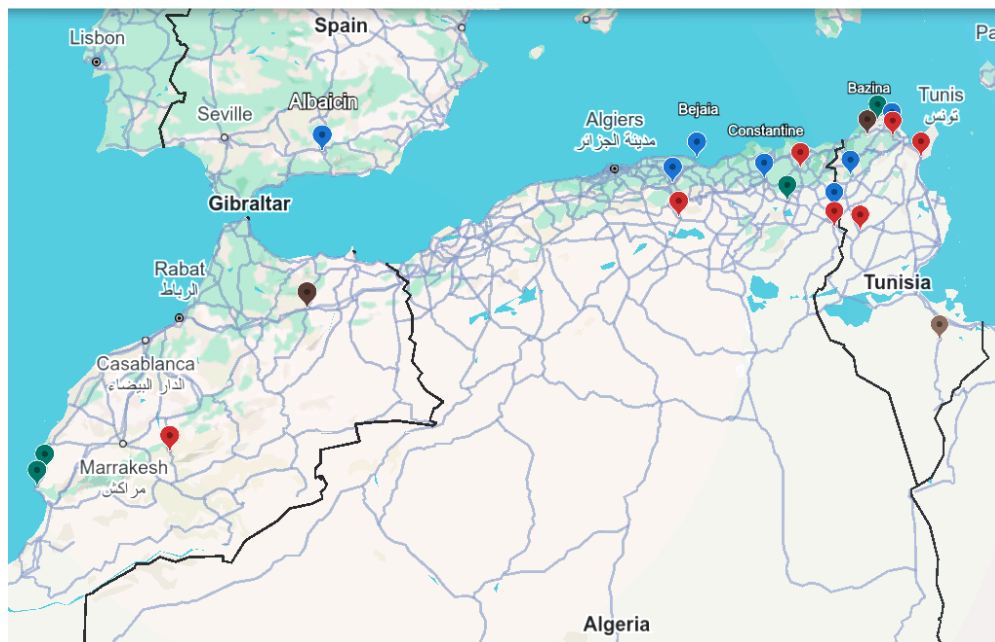 Spain
Lisbon
Pa
Bazina
Albaicin
Tunis
تونس
Seville
Bejaia
Algiers
مدينة الجزائر
Constantine
Gibraltar
Rabat
الرباط
Tunisia
Casablanca
الدار البيضاء
Marrakesh
مراكش
Algeria